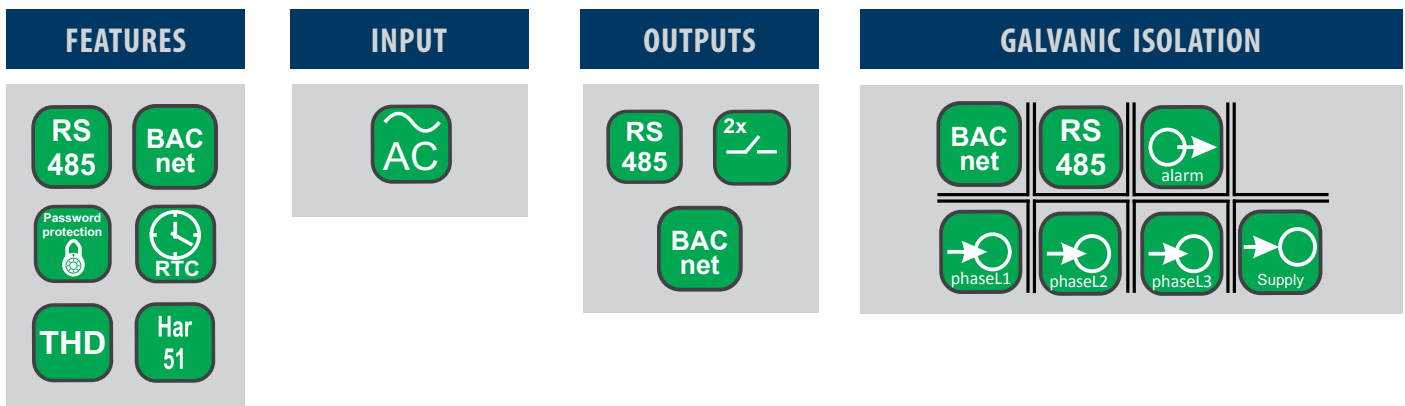 FEATURES
RS
485
BAC
net
Password
protection
RTC
THD
Har
51
INPUT
AC
OUTPUTS
RS
485
2x
BAC
net
GALVANIC ISOLATION
BAC
net
RS
485
alarm
phaseL1
phaseL2
phaseL3
Supply